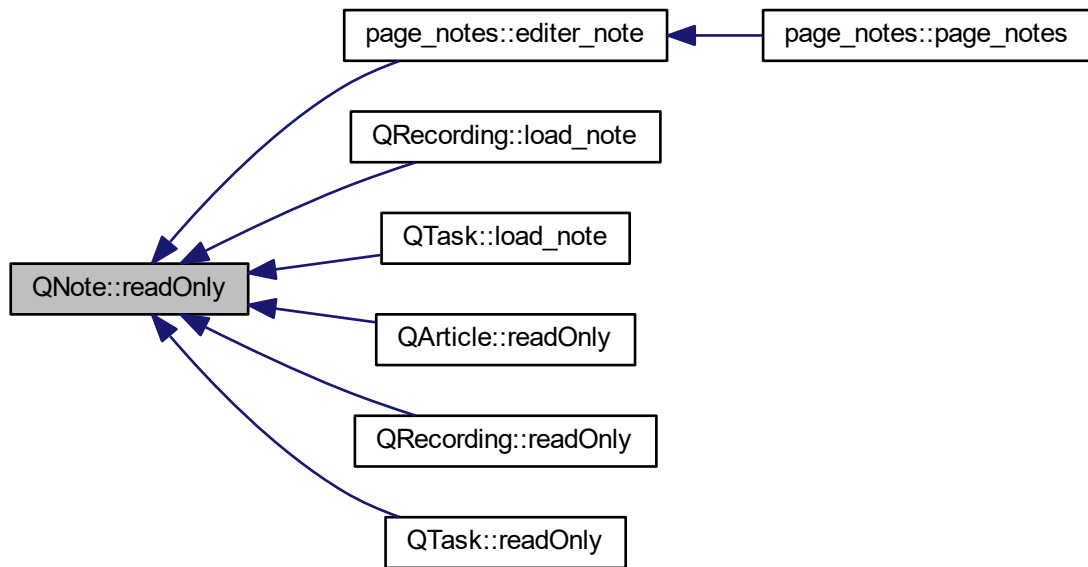 page_notes::editer_note
page_notes::page_notes
QRecording::load_note
QTask::load_note
QNote::readOnly
QArticle::readOnly
QRecording::readOnly
QTask::readOnly